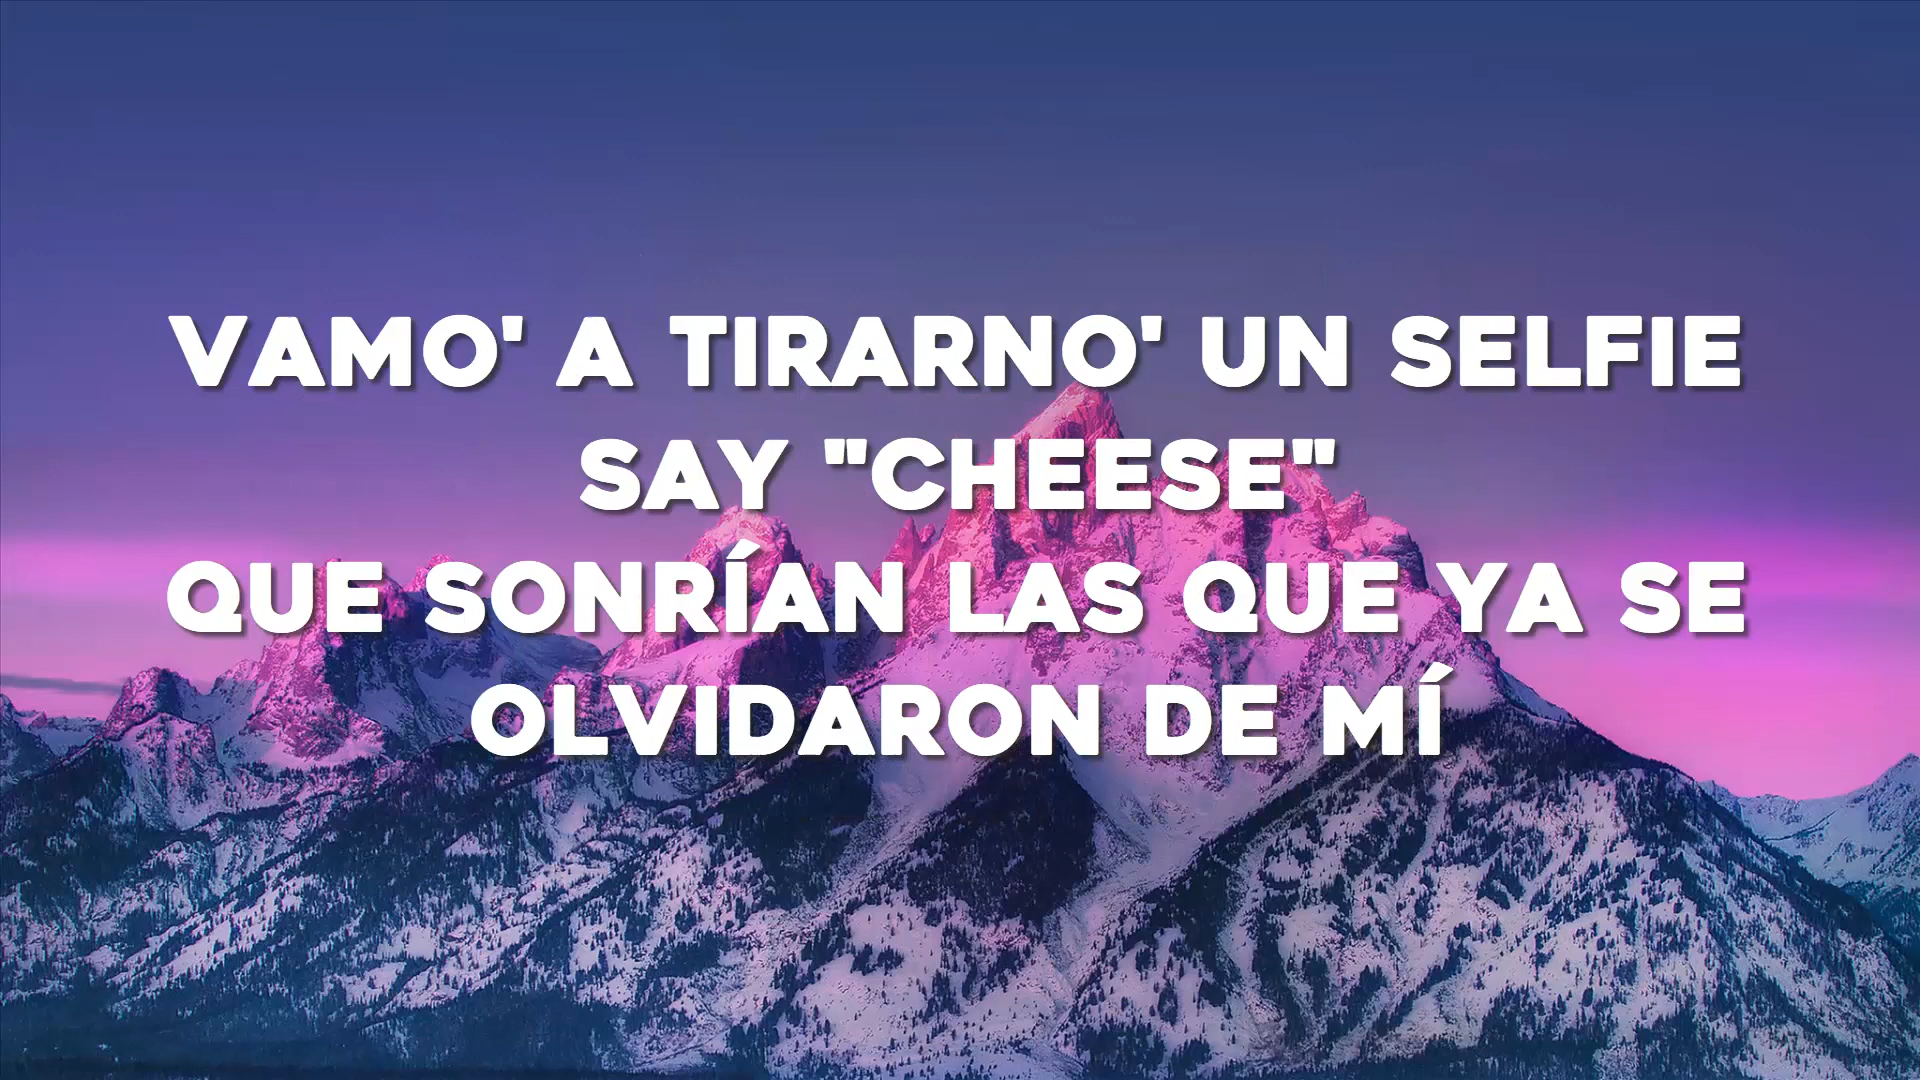 VAMO' A TIRARNO' UN SELFIE
SAY "CHEESE"
QUE SONRÍAN LAS QUE YA SE
OLVIDARON DE MÍ